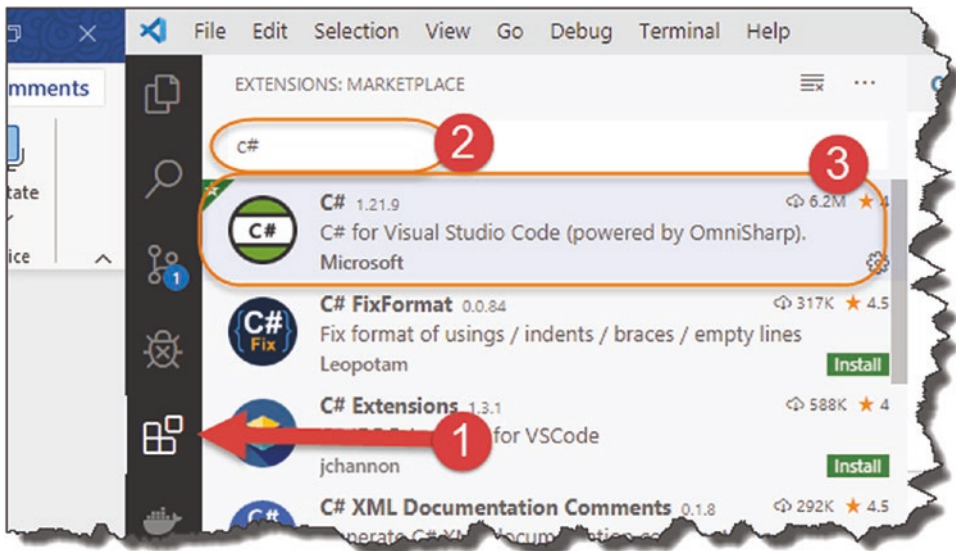 File Edit Selection View Go Debug Terminal Help
mments
EXTENSIONS: MARKETPLACE
c#
2
3
tate
ice
C# 1.21.9 6.2M 4
C#
C# for Visual Studio Code (powered by OmniSharp).
Microsoft
1
C# FixFormat 0.0.84 317K 4.5
{C#}
Fix
Fix format of usings / indents / braces / empty lines
Leopotam Install
C# Extensions 1.3.1 588K 4
1
for VSCode
jchannon Install
C# XML Documentation Comments 0.1.8 292K 4.5
C#